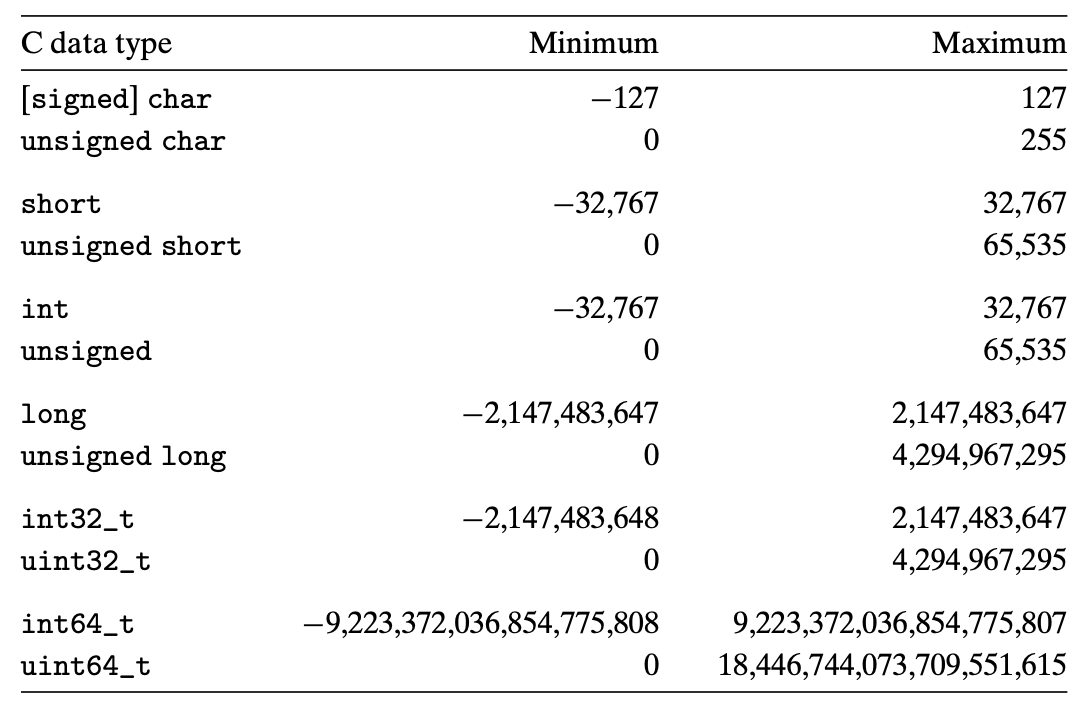 C data type Minimum Maximum
[signed] char −127 127
unsigned char 0 255
short −32,767 32,767
unsigned short 0 65,535
int −32,767 32,767
unsigned 0 65,535
long −2,147,483,647 2,147,483,647
unsigned long 0 4,294,967,295
int32_t −2,147,483,648 2,147,483,647
uint32_t 0 4,294,967,295
int64_t −9,223,372,036,854,775,808 9,223,372,036,854,775,807
uint64_t 0 18,446,744,073,709,551,615